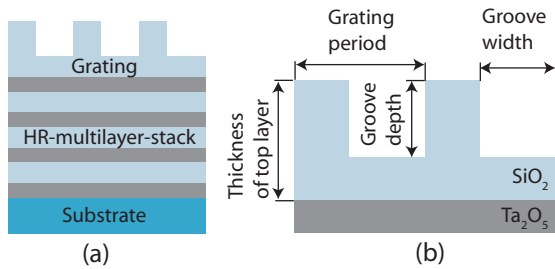 Grating
HR-multilayer-stack
Substrate
(a)
Grating
period
Groove
width
Thickness
of top layer
Groove
depth
SiO₂
Ta₂O₅
(b)